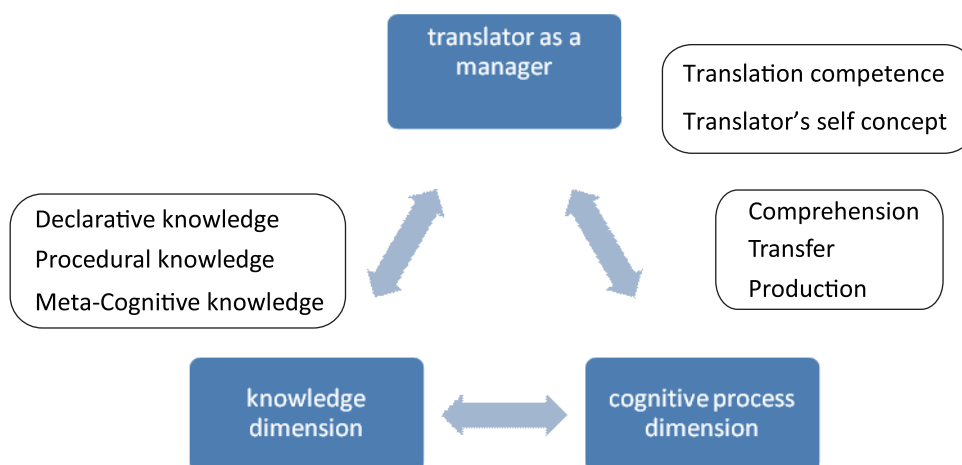 translator as a
manager
Translation competence
Translator’s self concept
Declarative knowledge
Procedural knowledge
Meta-Cognitive knowledge
Comprehension
Transfer
Production
knowledge
dimension
cognitive process
dimension